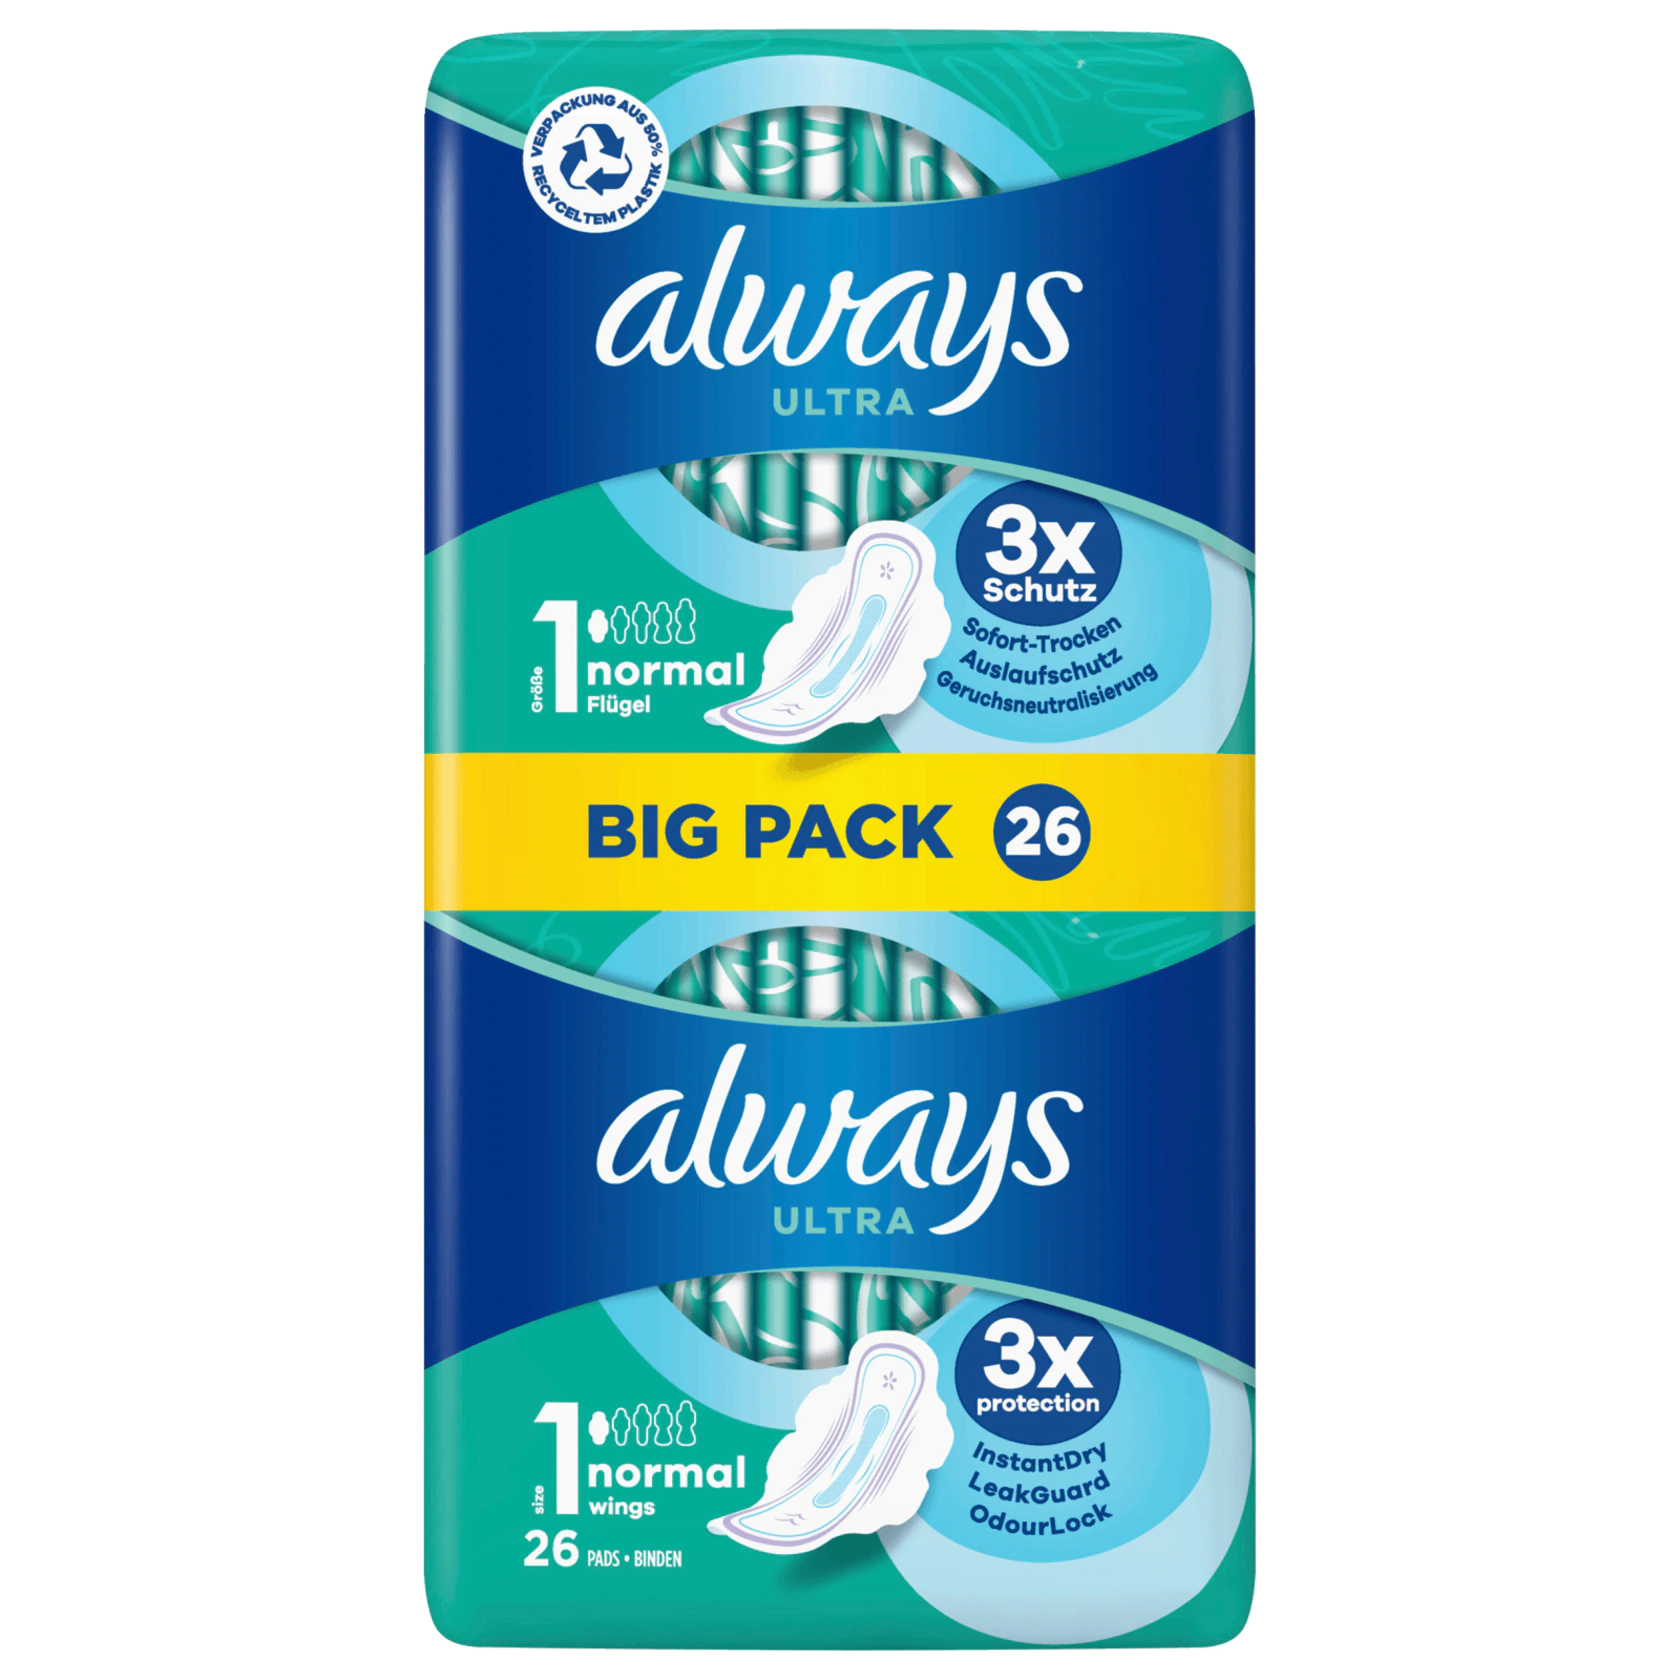 VERPACKUNG AUS 50%
RECYCELTEM PLASTIK
always
ULTRA
3x
Schutz
Sofort-Trocken
Auslaufschutz
Geruchsneutralisierung
Größe
1
normal
Flügel
BIG PACK 26
always
ULTRA
3x
protection
InstantDry
LeakGuard
OdourLock
size
1
normal
wings
26 PADS • BINDEN